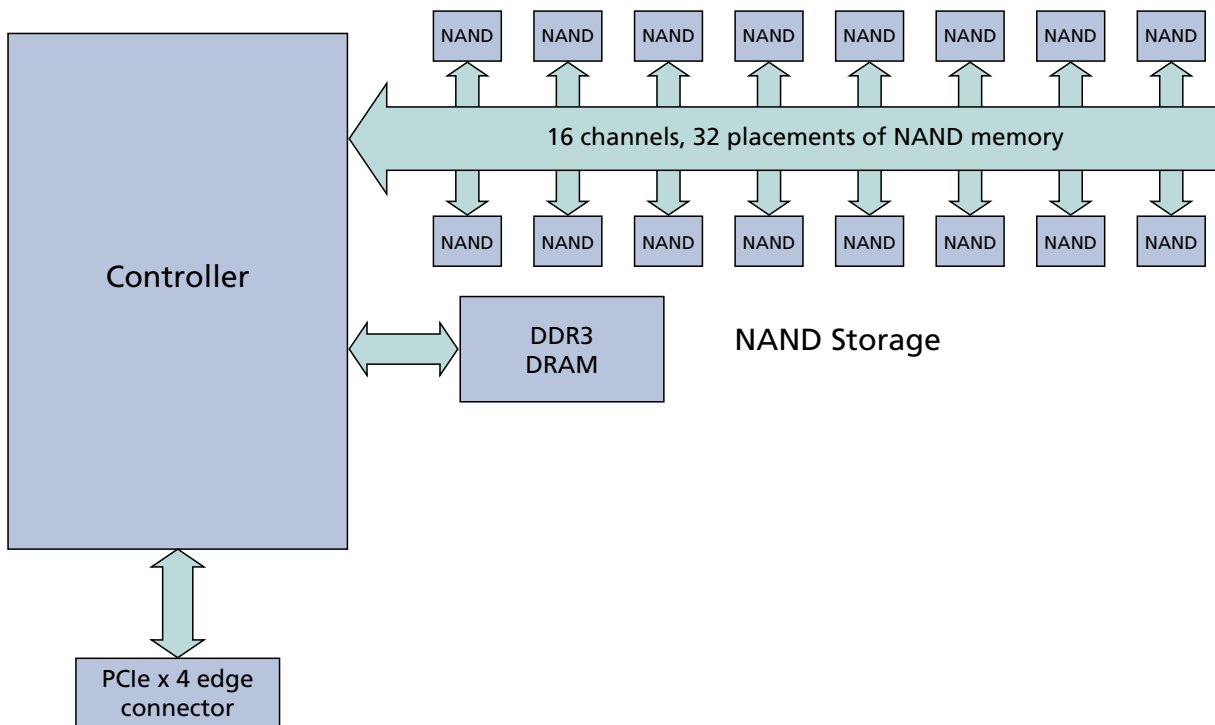 NAND NAND NAND NAND NAND NAND NAND NAND
16 channels, 32 placements of NAND memory
NAND NAND NAND NAND NAND NAND NAND NAND
Controller
DDR3
DRAM
NAND Storage
PCIe x 4 edge
connector